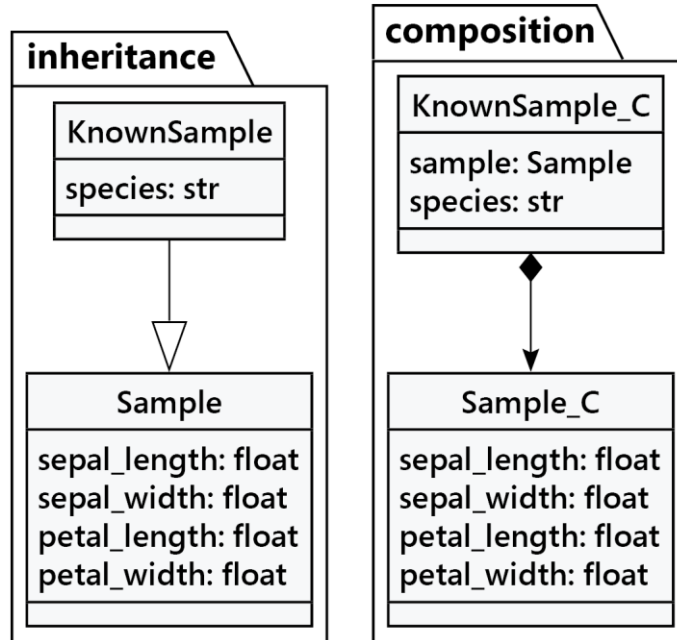 inheritance
KnownSample
species: str
Sample
sepal_length: float
sepal_width: float
petal_length: float
petal_width: float
composition
KnownSample_C
sample: Sample
species: str
Sample_C
sepal_length: float
sepal_width: float
petal_length: float
petal_width: float